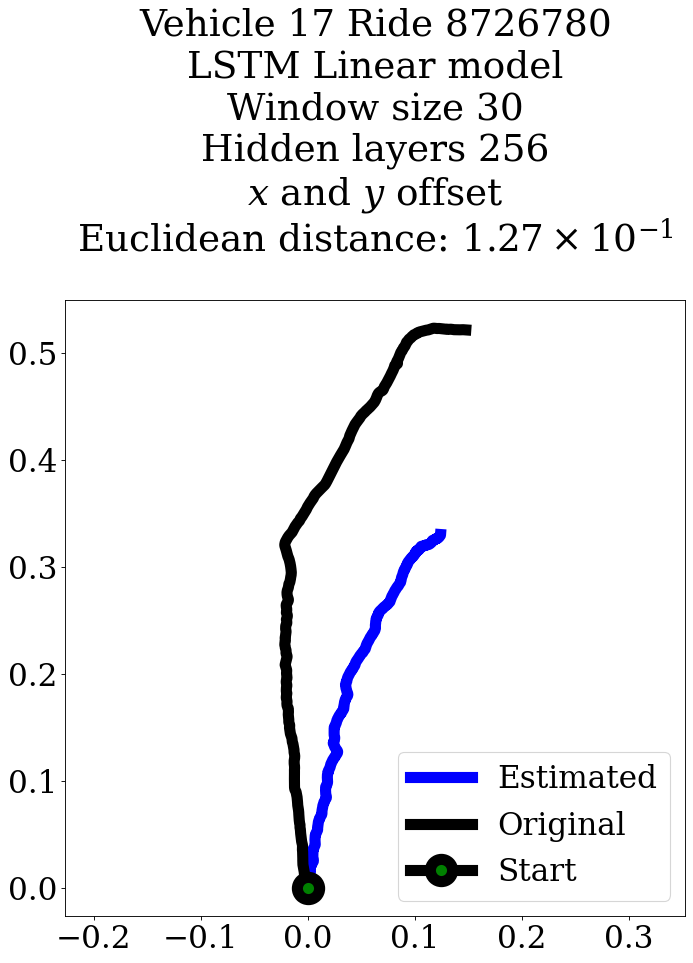 Vehicle 17 Ride 8726780
LSTM Linear model
Window size 30
Hidden layers 256
x and y offset
Euclidean distance: 1.27 × 10⁻¹
0.5
0.4
0.3
0.2
0.1
0.0
−0.2 −0.1 0.0 0.1 0.2 0.3
Estimated
Original
Start